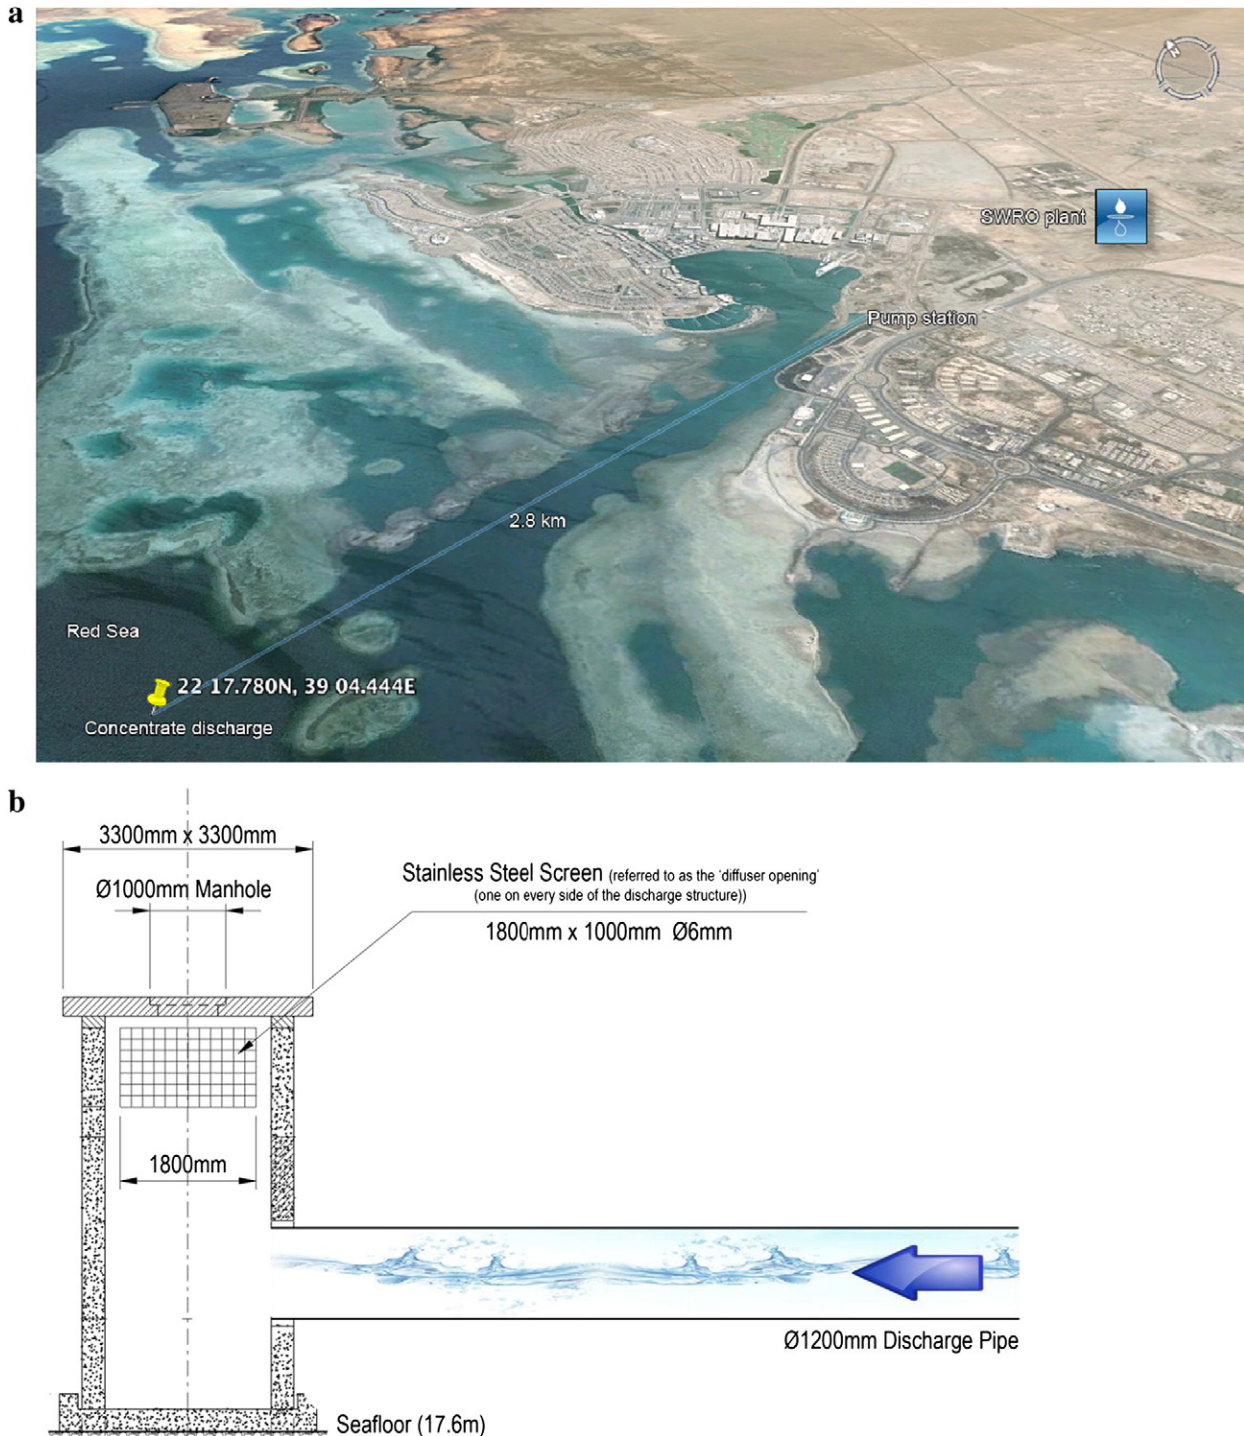 a
N
SWRO plant
Pump station
2.8 km
Red Sea
22 17.780N, 39 04.444E
Concentrate discharge
b
3300mm x 3300mm
Ø1000mm Manhole
Stainless Steel Screen (referred to as the 'diffuser opening'
(one on every side of the discharge structure))
1800mm x 1000mm Ø6mm
1800mm
Ø1200mm Discharge Pipe
Seafloor (17.6m)